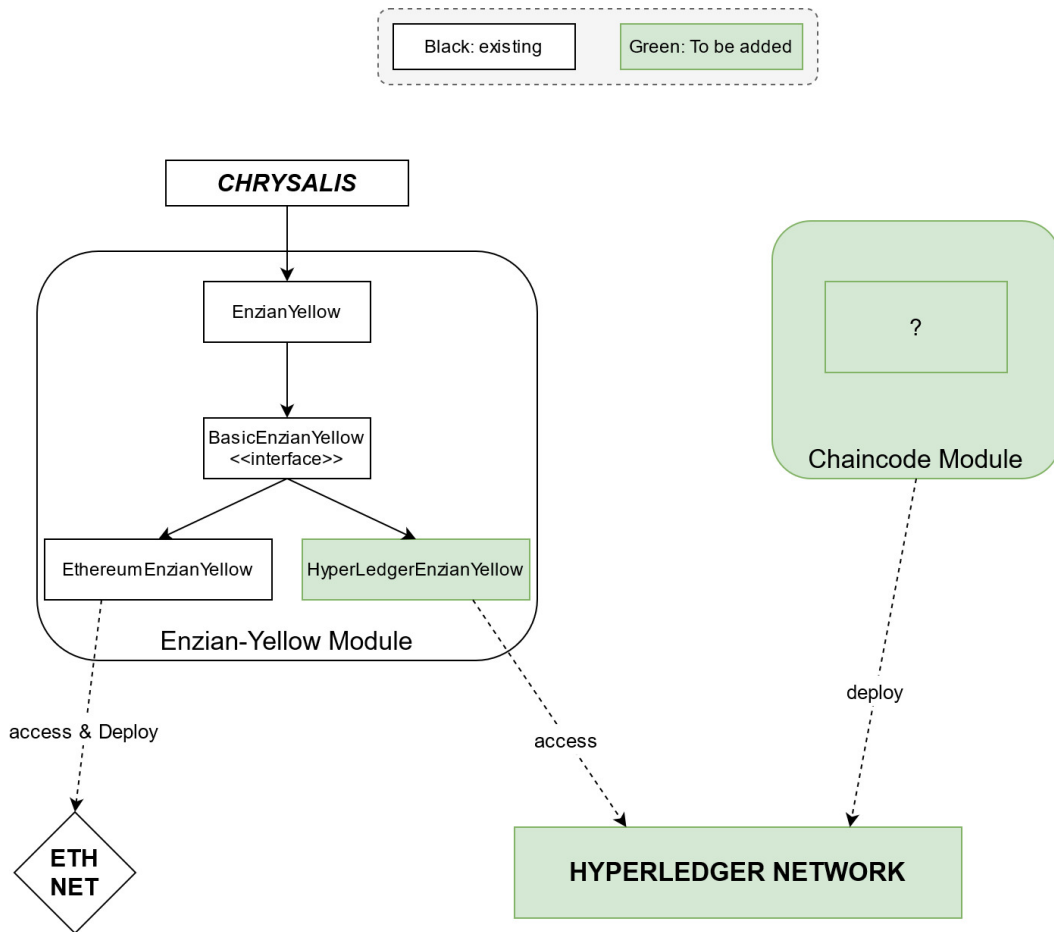 Black: existing
Green: To be added
CHRYSALIS
EnzianYellow
?
BasicEnzianYellow
<<interface>>
Chaincode Module
EthereumEnzianYellow
HyperLedgerEnzianYellow
Enzian-Yellow Module
deploy
access & Deploy
access
ETH
NET
HYPERLEDGER NETWORK